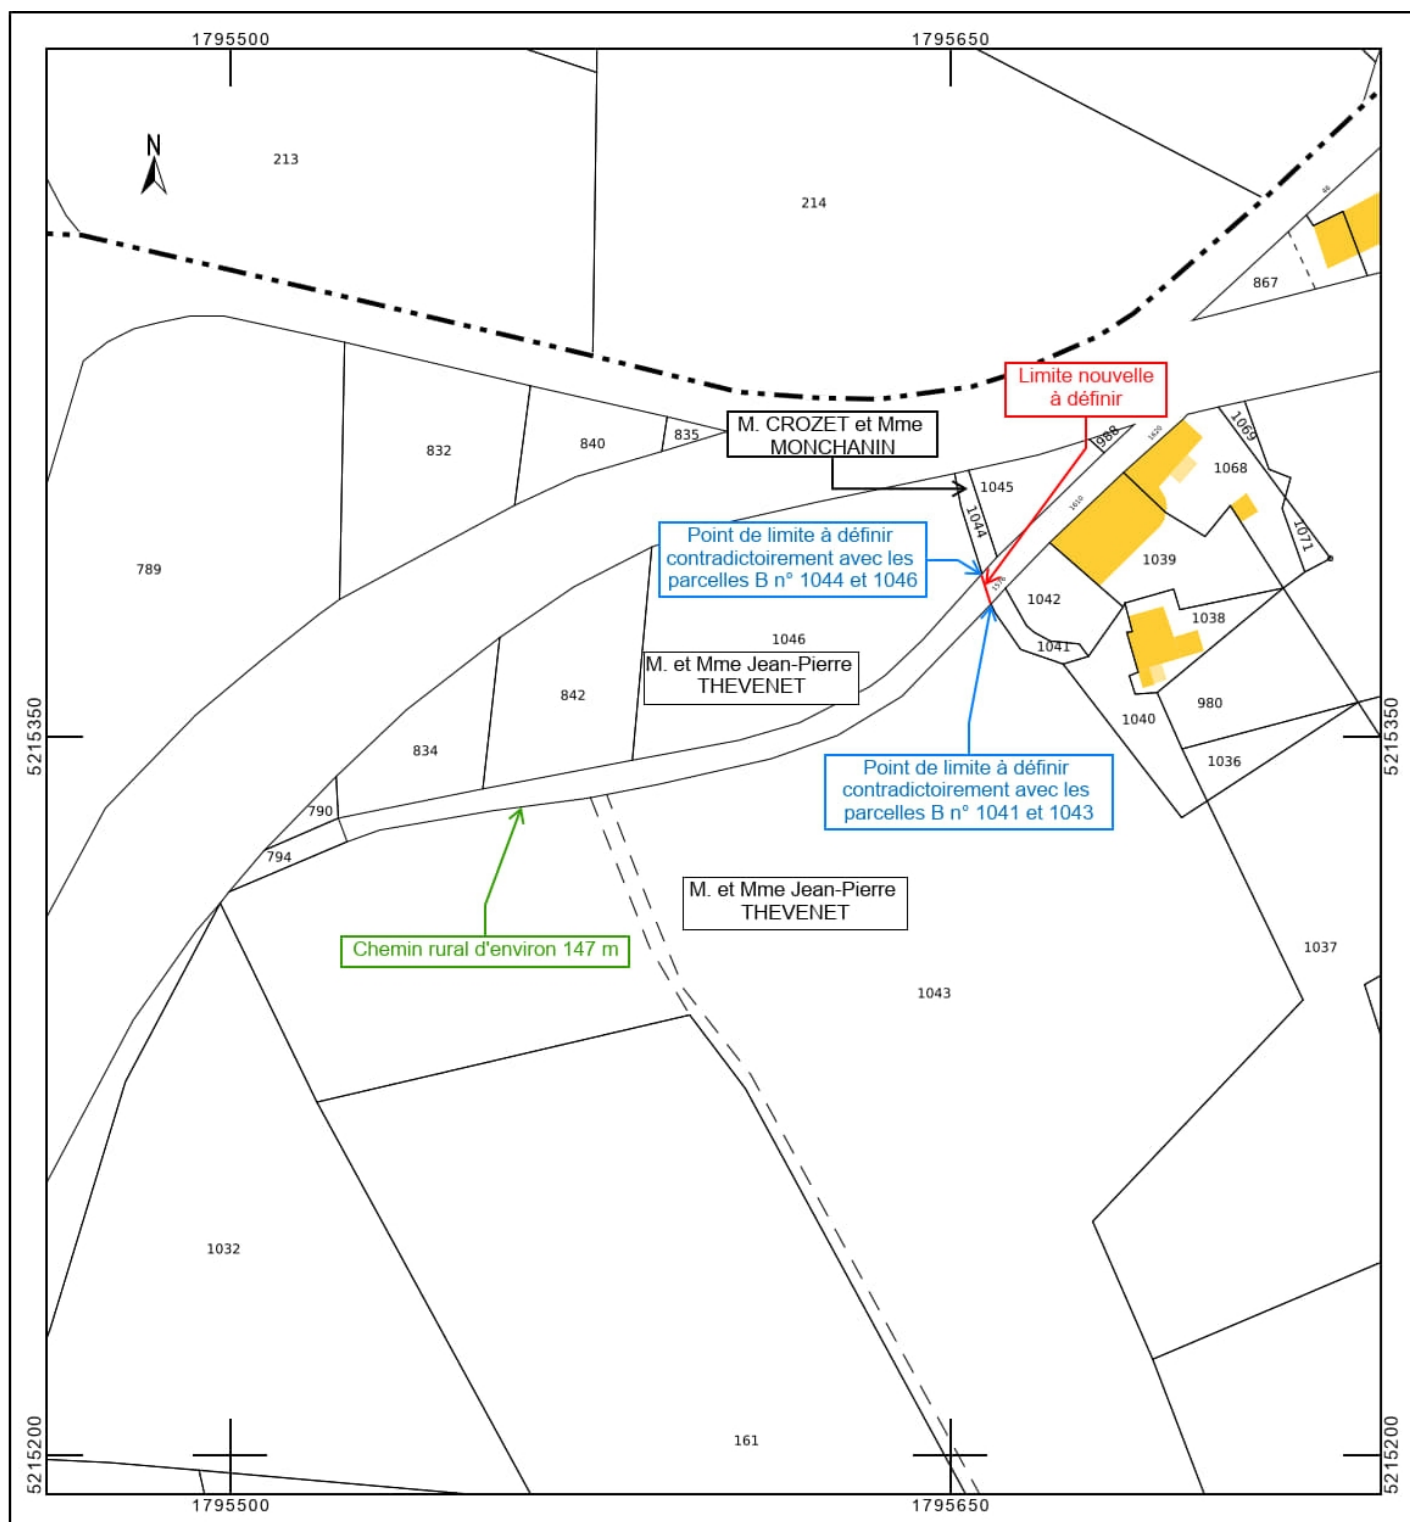 1795500
1795650
N
213
214
46
867
Limite nouvelle
à définir
M. CROZET et Mme
MONCHANIN
988
1620
1069
835
840
832
1068
1045
1044
1610
1071
Point de limite à définir
contradictoirement avec les
parcelles B n° 1044 et 1046
789
1039
1576
1042
1038
1046
1041
M. et Mme Jean-Pierre
THEVENET
842
980
1040
5215350
5215350
834
1036
Point de limite à définir
contradictoirement avec les
parcelles B n° 1041 et 1043
790
794
M. et Mme Jean-Pierre
THEVENET
Chemin rural d'environ 147 m
1037
1043
1032
161
5215200
5215200
1795500
1795650